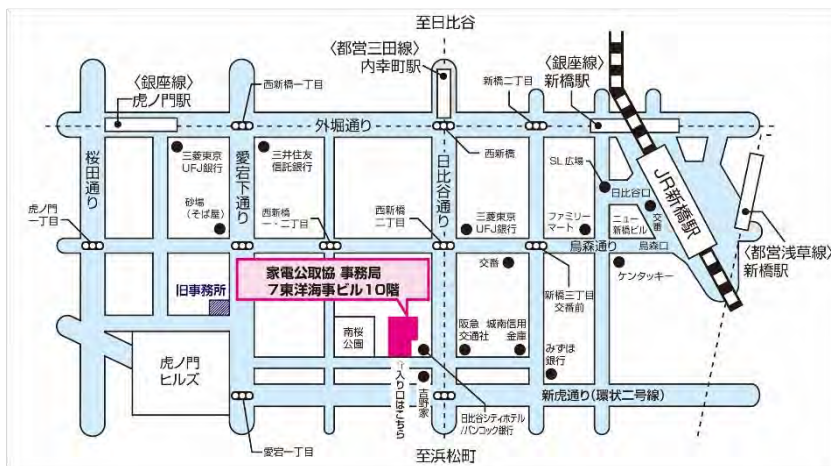 至日比谷
〈都営三田線〉
内幸町駅
〈銀座線〉
虎ノ門駅
西新橋一丁目
新橋二丁目
〈銀座線〉
新橋駅
外堀通り
桜田通り
三菱東京
UFJ銀行
愛宕下通り
三井住友
信託銀行
日比谷通り
西新橋
SL広場
日比谷口
JR新橋駅
虎ノ門
一丁目
砂場
(そば屋)
西新橋
一・二丁目
西新橋
二丁目
三菱東京
UFJ銀行
ファミリー
マート
ニュー
新橋ビル
交番
烏森通り
烏森口
〈都営浅草線〉
新橋駅
家電公取協 事務局
7東洋海事ビル10階
交番
新橋三丁目
交番前
ケンタッキー
旧事務所
南桜
公園
阪急
交通社
城南信用
金庫
みずほ
銀行
虎ノ門
ヒルズ
入り口はこちら
吉野家
日比谷シティホテル
/バンコック銀行
新虎通り(環状二号線)
愛宕一丁目
至浜松町